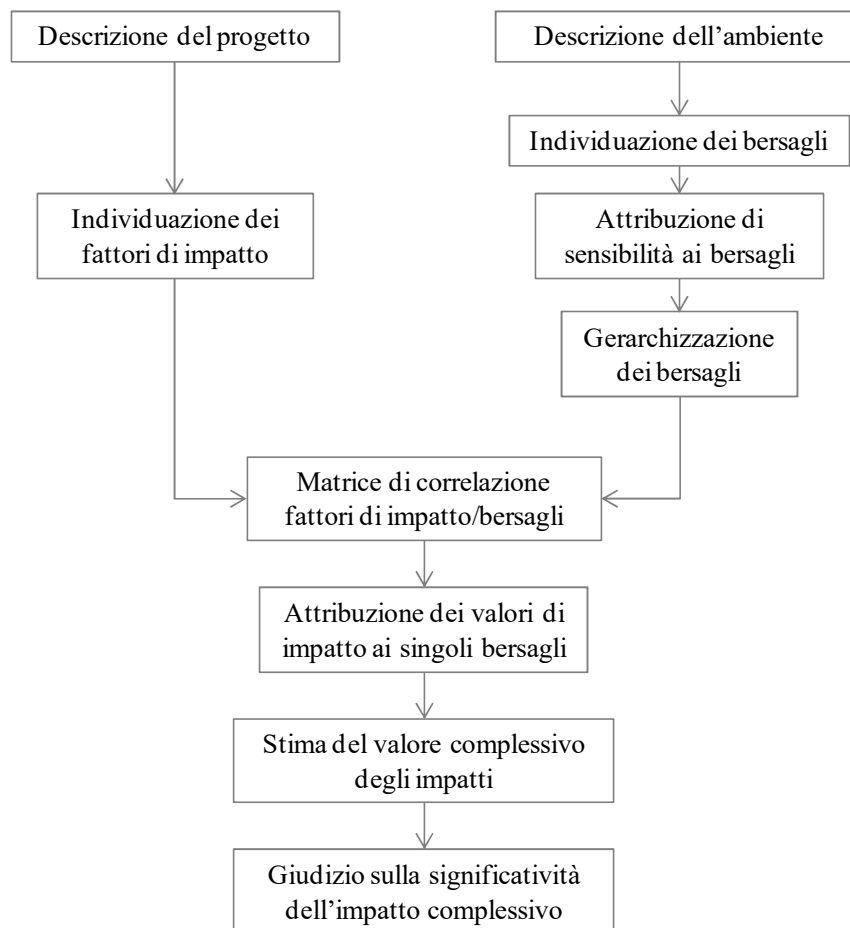 Descrizione del progetto
Descrizione dell’ambiente
Individuazione dei bersagli
Individuazione dei
fattori di impatto
Attribuzione di
sensibilità ai bersagli
Gerarchizzazione
dei bersagli
Matrice di correlazione
fattori di impatto/bersagli
Attribuzione dei valori di
impatto ai singoli bersagli
Stima del valore complessivo
degli impatti
Giudizio sulla significatività
dell’impatto complessivo